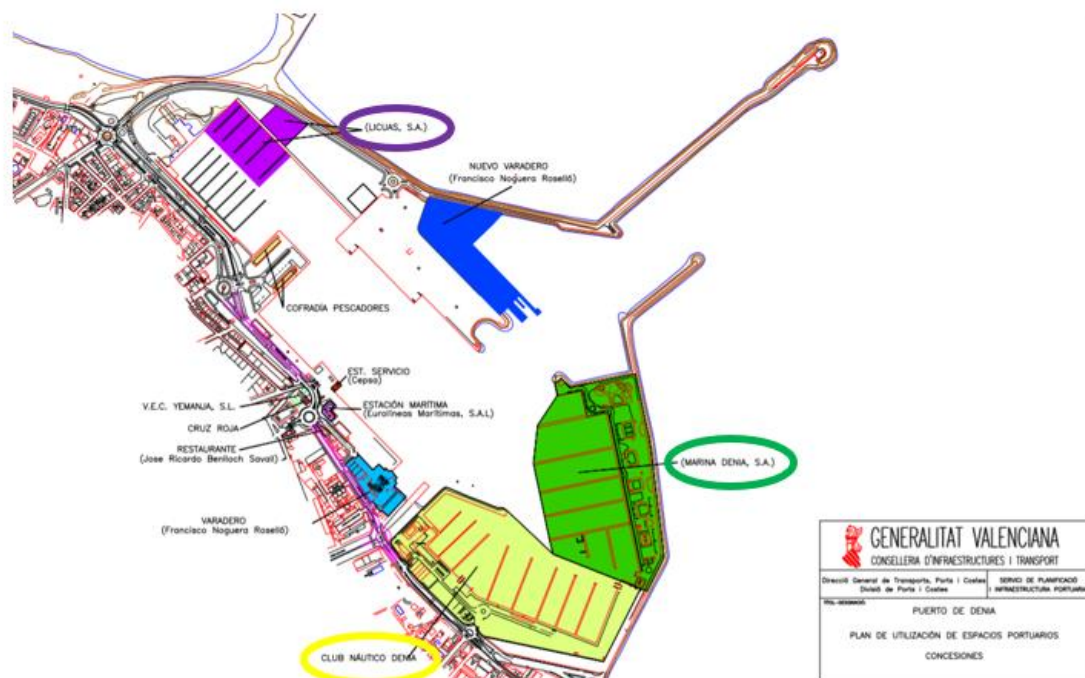 (LICUAS, S.A.)
NUEVO VARADERO
(Francisco Noguera Roselló)
COFRADÍA PESCADORES
EST. SERVICIO
(Cepsa)
V.E.C. YEMANJA, S.L.
ESTACIÓN MARÍTIMA
(Eurolíneas Marítimas, S.A.L)
CRUZ ROJA
RESTAURANTE
(Jose Ricardo Benlloch Savall)
(MARINA DENIA, S.A.)
VARADERO
(Francisco Noguera Roselló)
CLUB NÁUTICO DENIA
GENERALITAT VALENCIANA
CONSELLERIA D'INFRAESTRUCTURES I TRANSPORT
Direcció General de Transports, Ports i Costes
Divisió de Ports i Costes
SERVICI DE PLANIFICACIÓ
I INFRAESTRUCTURA PORTUARIA
PUERTO DE DENIA
PLAN DE UTILIZACIÓN DE ESPACIOS PORTUARIOS
CONCESIONES